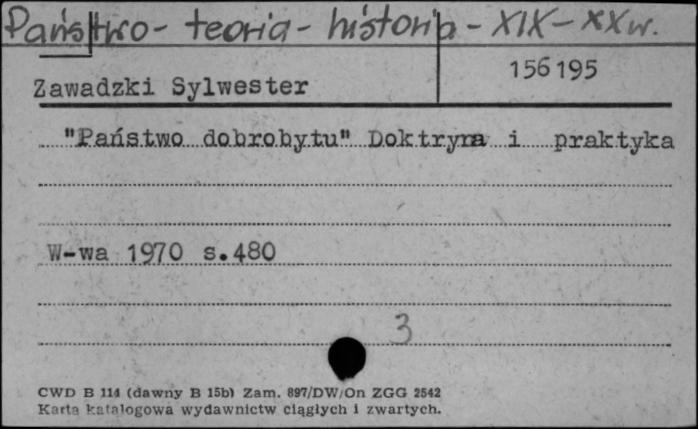 Państwo - teoria - historia - XIX - XX w.
156195
Zawadzki Sylwester
"Państwo dobrobytu" Doktryna i praktyka
W-wa 1970 s.480
3
CWD B 114 (dawny B 15b) Zam. 897/DW/On ZGG 2542
Karta katalogowa wydawnictw ciągłych i zwartych.